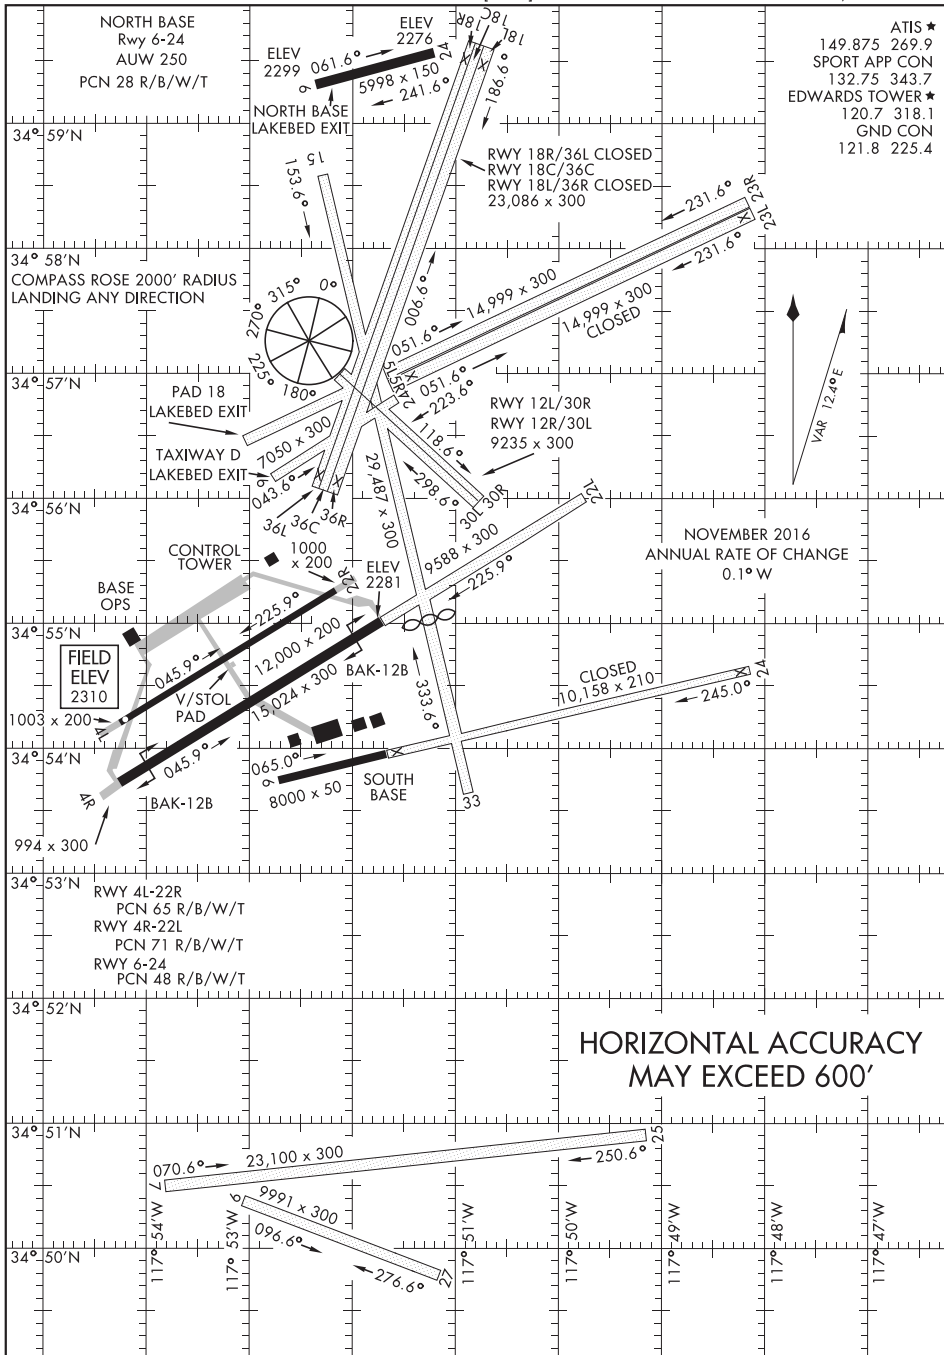 NORTH BASE
Rwy 6-24
AUW 250
PCN 28 R/B/W/T
ELEV
2299
061.6°
ELEV
2276
24
6
5998 x 150
241.6°
NORTH BASE
LAKEBED EXIT
18R
18C
18L
186.6°
ATIS ★
149.875 269.9
SPORT APP CON
132.75 343.7
EDWARDS TOWER ★
120.7 318.1
GND CON
121.8 225.4
34° 59'N
15
153.6°
RWY 18R/36L CLOSED
RWY 18C/36C
RWY 18L/36R CLOSED
23,086 x 300
231.6°
23L 23R
231.6°
34° 58'N
COMPASS ROSE 2000' RADIUS
LANDING ANY DIRECTION
270°
315°
0°
225°
180°
006.6°
051.6°
14,999 x 300
14,999 x 300
CLOSED
34° 57'N
5L
5R
24
051.6°
223.6°
PAD 18
LAKEBED EXIT
TAXIWAY D
LAKEBED EXIT
7050 x 300
6
043.6°
36L
36C
36R
118.6°
298.6°
30L 30R
RWY 12L/30R
RWY 12R/30L
9235 x 300
VAR 12.4° E
29,487 x 300
34° 56'N
22L
NOVEMBER 2016
ANNUAL RATE OF CHANGE
0.1° W
CONTROL
TOWER
1000
x 200
22R
ELEV
2281
9588 x 300
225.9°
BASE
OPS
225.9°
34° 55'N
FIELD
ELEV
2310
045.9°
12,000 x 200
15,024 x 300
BAK-12B
V/STOL
PAD
1003 x 200
4L
333.6°
CLOSED
10,158 x 210
24
245.0°
34° 54'N
045.9°
BAK-12B
4R
994 x 300
065.0°
6
8000 x 50
SOUTH
BASE
33
34° 53'N
RWY 4L-22R
PCN 65 R/B/W/T
RWY 4R-22L
PCN 71 R/B/W/T
RWY 6-24
PCN 48 R/B/W/T
34° 52'N
HORIZONTAL ACCURACY
MAY EXCEED 600'
34° 51'N
070.6°
23,100 x 300
25
250.6°
7
9
9991 x 300
096.6°
276.6°
27
34° 50'N
117° 54'W
117° 53'W
117° 51'W
117° 50'W
117° 49'W
117° 48'W
117° 47'W